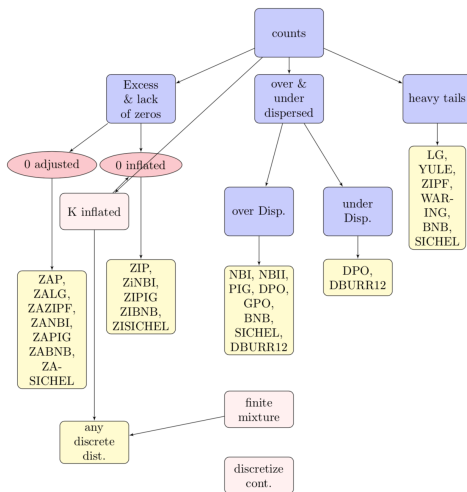 counts
Excess
& lack
of zeros
over &
under
dispersed
heavy tails
0 adjusted
0 inflated
LG,
YULE,
ZIPF,
WAR-
ING,
BNB,
SICHEL
K inflated
over Disp.
under
Disp.
ZAP,
ZALG,
ZAZIPF,
ZANBI,
ZAPIG
ZABNB,
ZA-
SICHEL
ZIP,
ZiNBI,
ZIPIG
ZIBNB,
ZISICHEL
NBI, NBII,
PIG, DPO,
GPO,
BNB,
SICHEL,
DBURR12
DPO,
DBURR12
finite
mixture
any
discrete
dist.
discretize
cont.